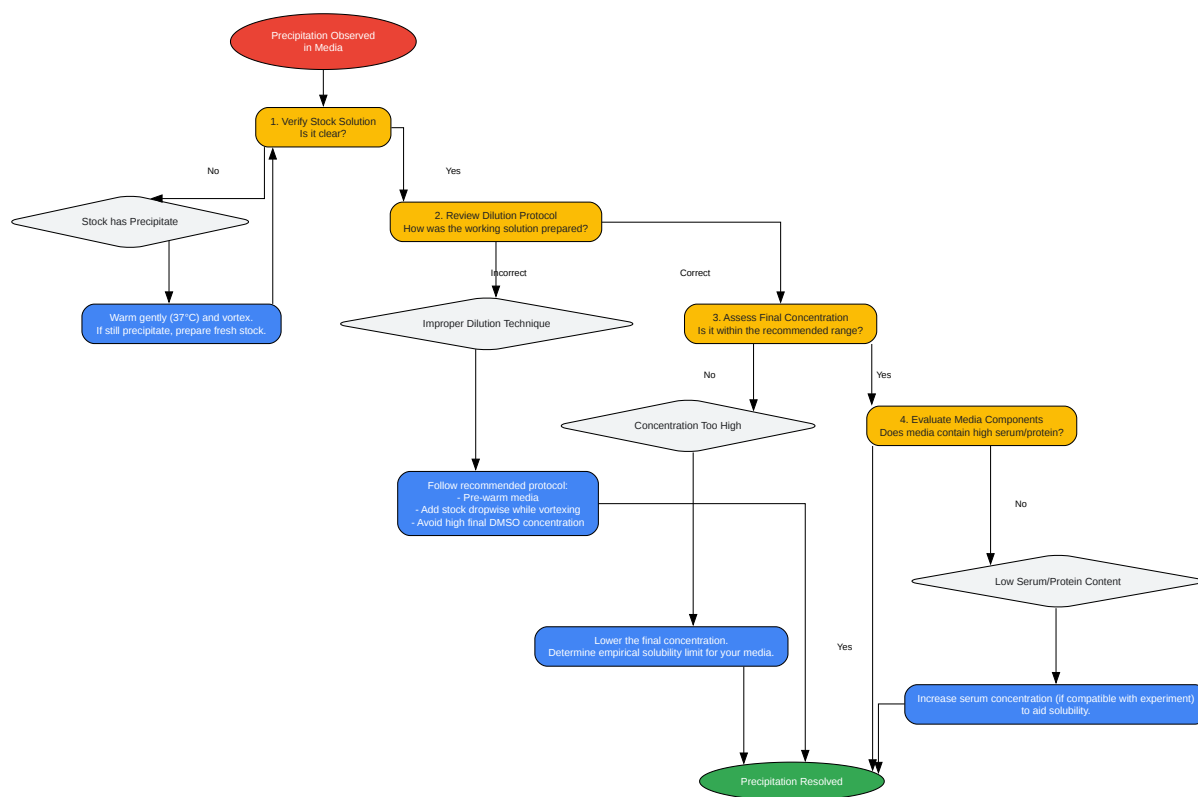 Precipitation Observed
in Media
1. Verify Stock Solution
Is it clear?
No
Yes
Stock has Precipitate
2. Review Dilution Protocol
How was the working solution prepared?
Incorrect
Correct
Warm gently (37°C) and vortex.
If still precipitate, prepare fresh stock.
Improper Dilution Technique
3. Assess Final Concentration
Is it within the recommended range?
No
Yes
Concentration Too High
4. Evaluate Media Components
Does media contain high serum/protein?
Follow recommended protocol:
- Pre-warm media
- Add stock dropwise while vortexing
- Avoid high final DMSO concentration
No
Low Serum/Protein Content
Lower the final concentration.
Determine empirical solubility limit for your media.
Yes
Increase serum concentration (if compatible with experiment)
to aid solubility.
Precipitation Resolved